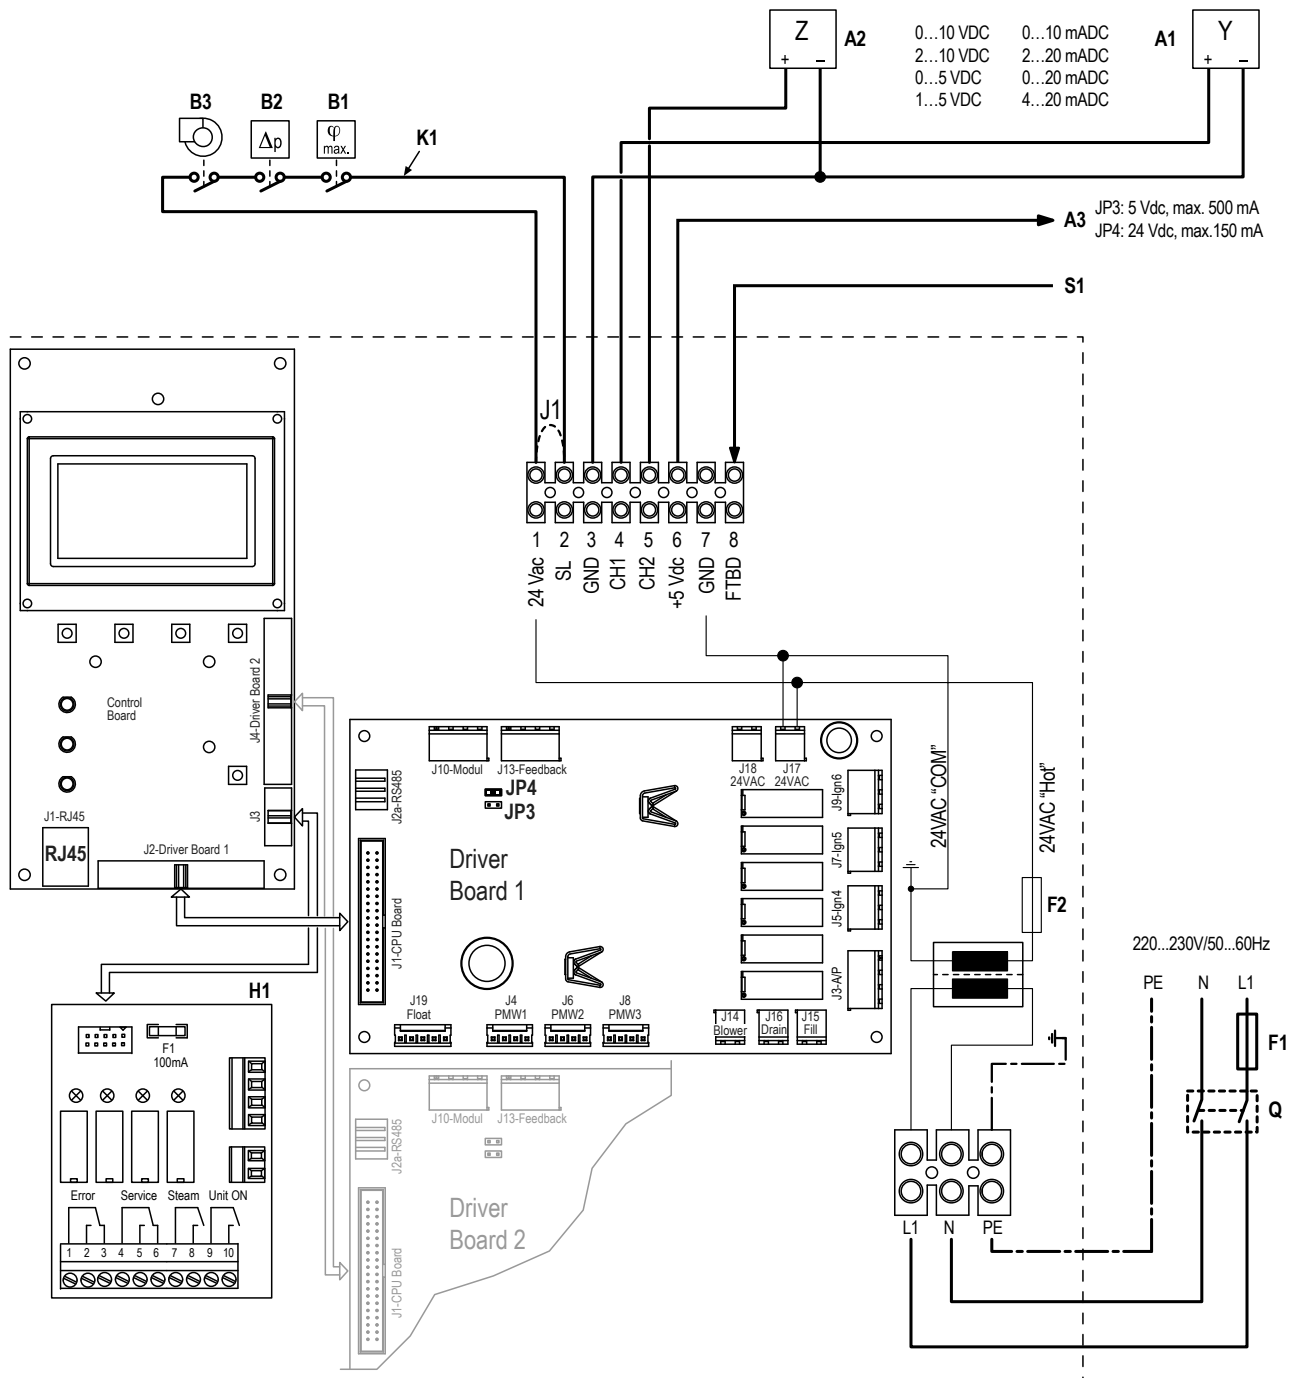 Z
+ −
A2
0...10 VDC 0...10 mADC
2...10 VDC 2...20 mADC
0...5 VDC 0...20 mADC
1...5 VDC 4...20 mADC
A1
Y
+ −
B3
B2
B1
Δp
φ
max.
K1
A3
JP3: 5 Vdc, max. 500 mA
JP4: 24 Vdc, max.150 mA
S1
J1
1 2 3 4 5 6 7 8
24 Vac
SL
GND
CH1
CH2
+5 Vdc
GND
FTBD
Control
Board
J4-Driver Board 2
J3
J1-RJ45
RJ45
J2-Driver Board 1
J10-Modul
J13-Feedback
J2a-RS485
JP4
JP3
J18
24VAC
J17
24VAC
J9-Ign6
J7-Ign5
J5-Ign4
J3-A/P
Driver
Board 1
J1-CPU Board
J19
Float
J4
PMW1
J6
PMW2
J8
PMW3
J14
Blower
J16
Drain
J15
Fill
24VAC “COM”
24VAC “Hot”
F2
220...230V/50...60Hz
PE N L1
F1
Q
L1 N PE
H1
F1
100mA
Error Service Steam Unit ON
1 2 3 4 5 6 7 8 9 10
J10-Modul
J13-Feedback
J2a-RS485
Driver
Board 2
J1-CPU Board